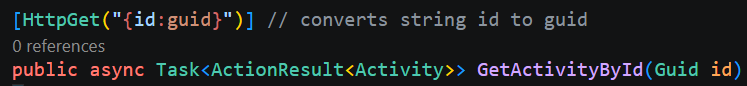 [HttpGet("{id:guid}")] // converts string id to guid
0 references
public async Task<ActionResult<Activity>> GetActivityById(Guid id)